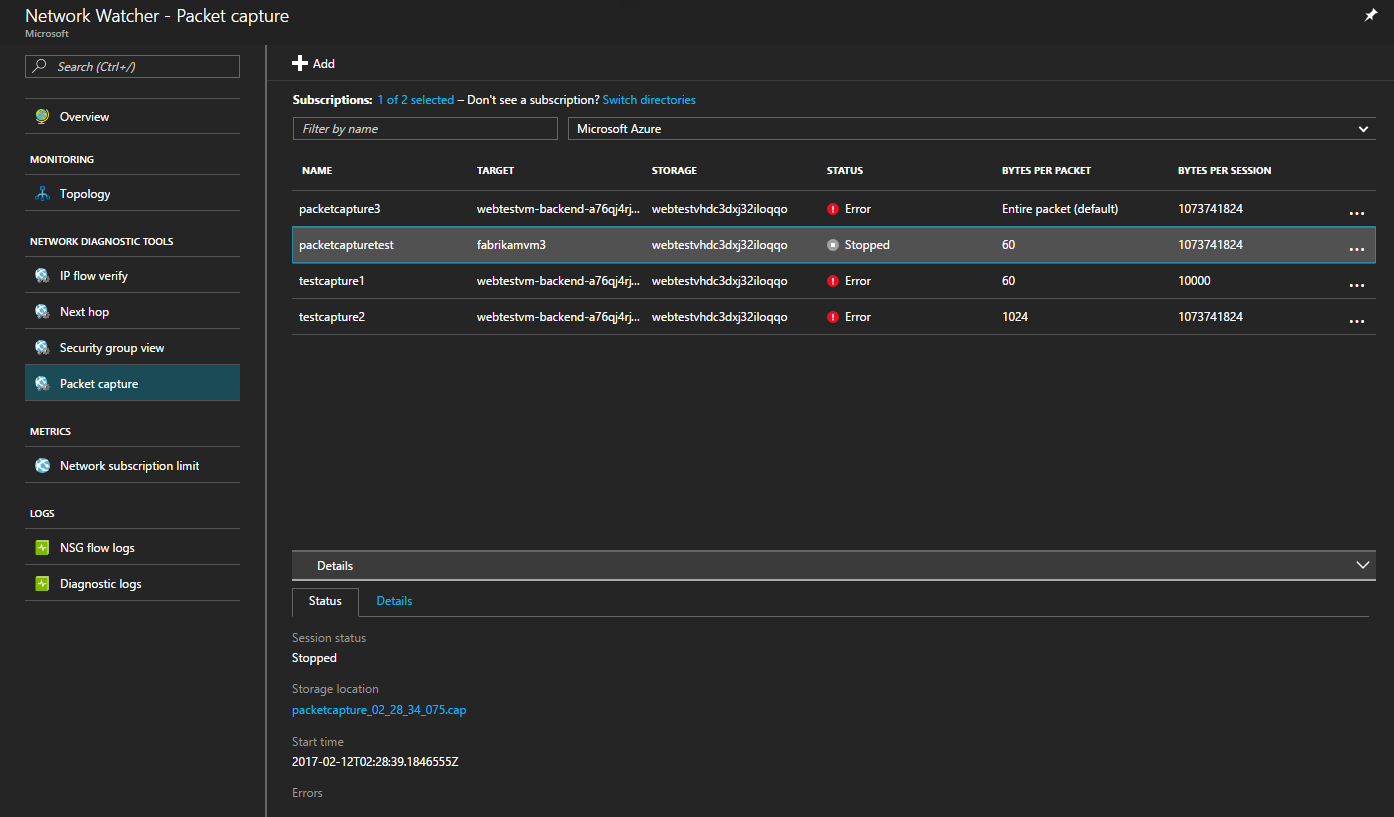 Network Watcher - Packet capture
Microsoft
Search (Ctrl+/)
Overview
MONITORING
Topology
NETWORK DIAGNOSTIC TOOLS
IP flow verify
Next hop
Security group view
Packet capture
METRICS
Network subscription limit
LOGS
NSG flow logs
Diagnostic logs
Add
Subscriptions: 1 of 2 selected – Don't see a subscription? Switch directories
Filter by name
Microsoft Azure
NAME TARGET STORAGE STATUS BYTES PER PACKET BYTES PER SESSION
packetcapture3 webtestvm-backend-a76qj4rj... webtestvhdc3dxj32iloqqo Error Entire packet (default) 1073741824 ...
packetcapturetest fabrikamvm3 webtestvhdc3dxj32iloqqo Stopped 60 1073741824 ...
testcapture1 webtestvm-backend-a76qj4rj... webtestvhdc3dxj32iloqqo Error 60 10000 ...
testcapture2 webtestvm-backend-a76qj4rj... webtestvhdc3dxj32iloqqo Error 1024 1073741824 ...
Details
Status Details
Session status
Stopped
Storage location
packetcapture_02_28_34_075.cap
Start time
2017-02-12T02:28:39.1846555Z
Errors